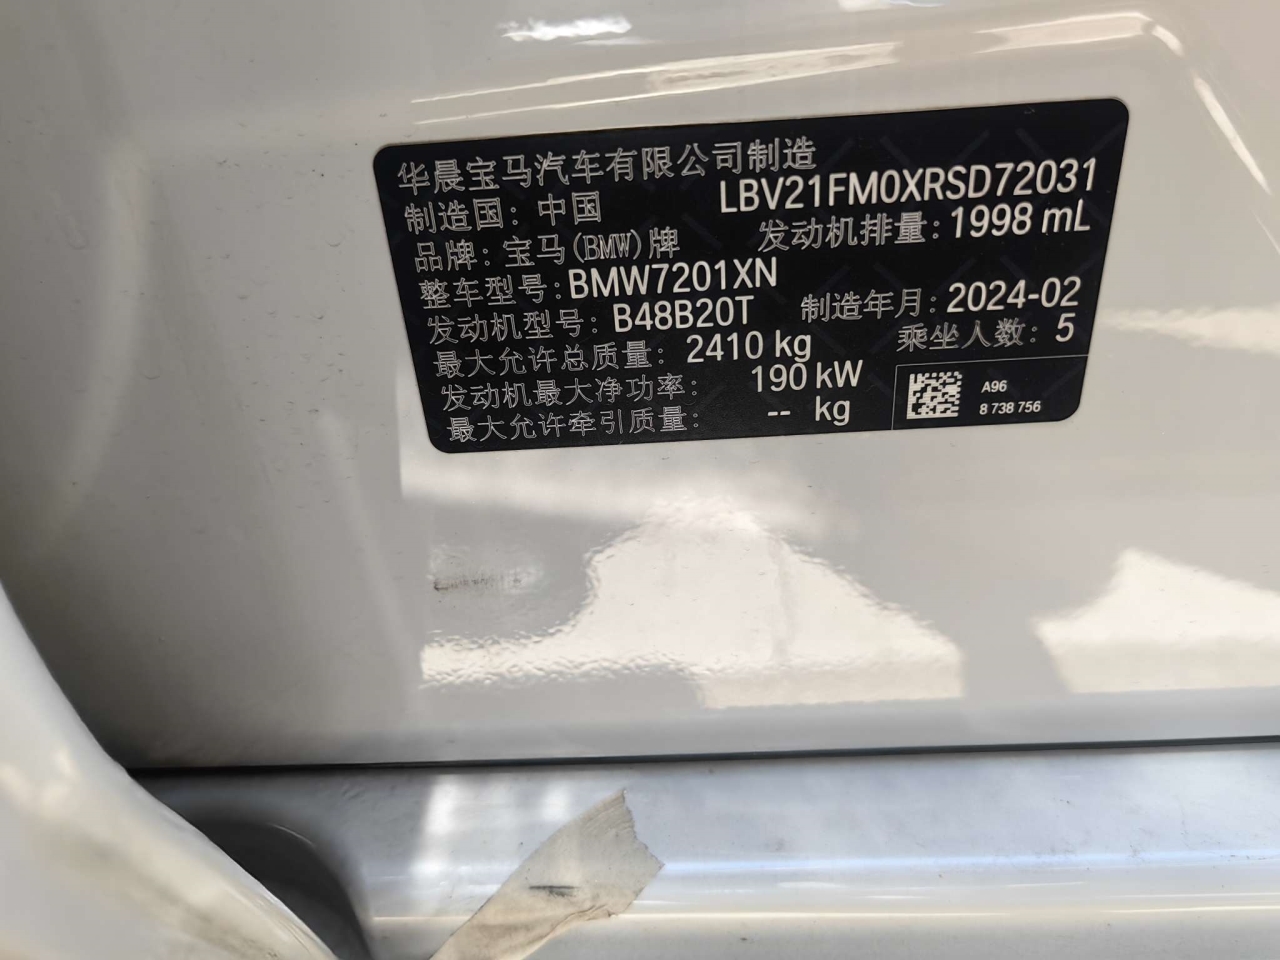 华晨宝马汽车有限公司制造
LBV21FM0XRSD72031
制造国：中国
品牌：宝马(BMW)牌
发动机排量：1998 mL
整车型号：BMW7201XN
发动机型号：B48B20T
制造年月：2024-02
最大允许总质量：2410 kg
乘坐人数：5
发动机最大净功率：190 kW
最大允许牵引质量：-- kg
A96
8 738 756